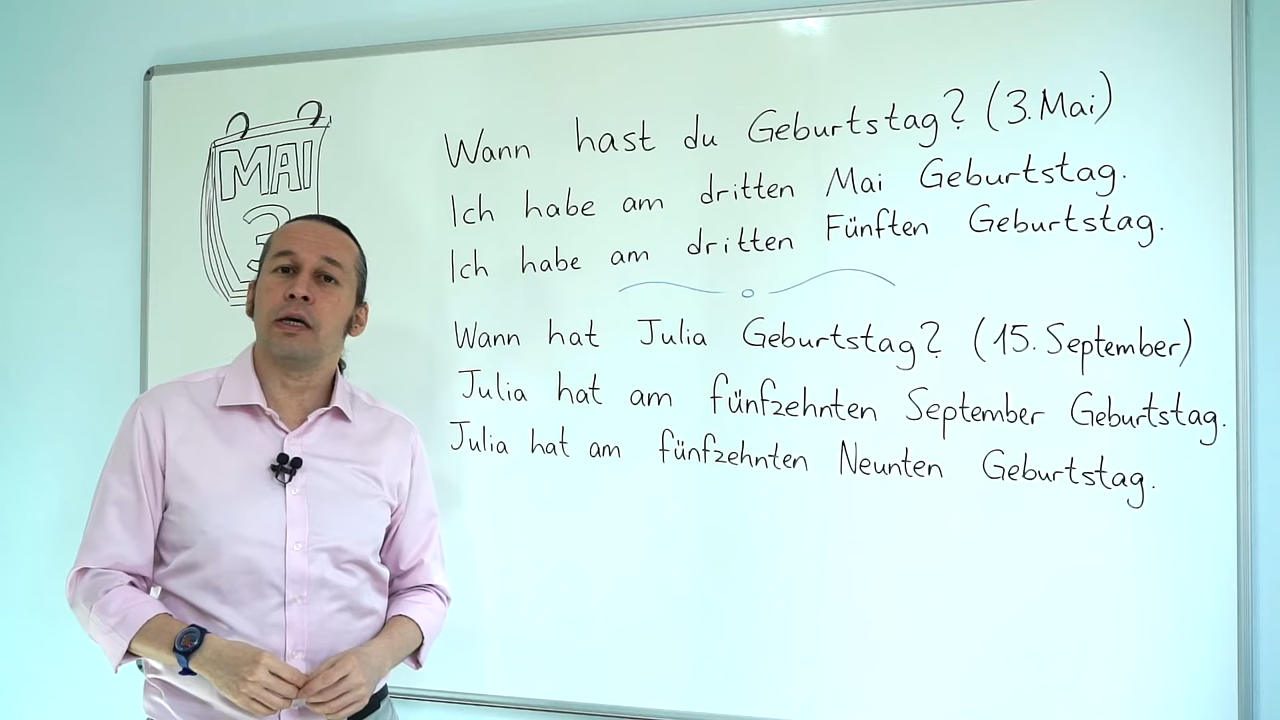 MAI
3
Wann hast du Geburtstag? (3. Mai)
Ich habe am dritten Mai Geburtstag.
Ich habe am dritten Fünften Geburtstag.
Wann hat Julia Geburtstag? (15. September)
Julia hat am fünfzehnten September Geburtstag.
Julia hat am fünfzehnten Neunten Geburtstag.